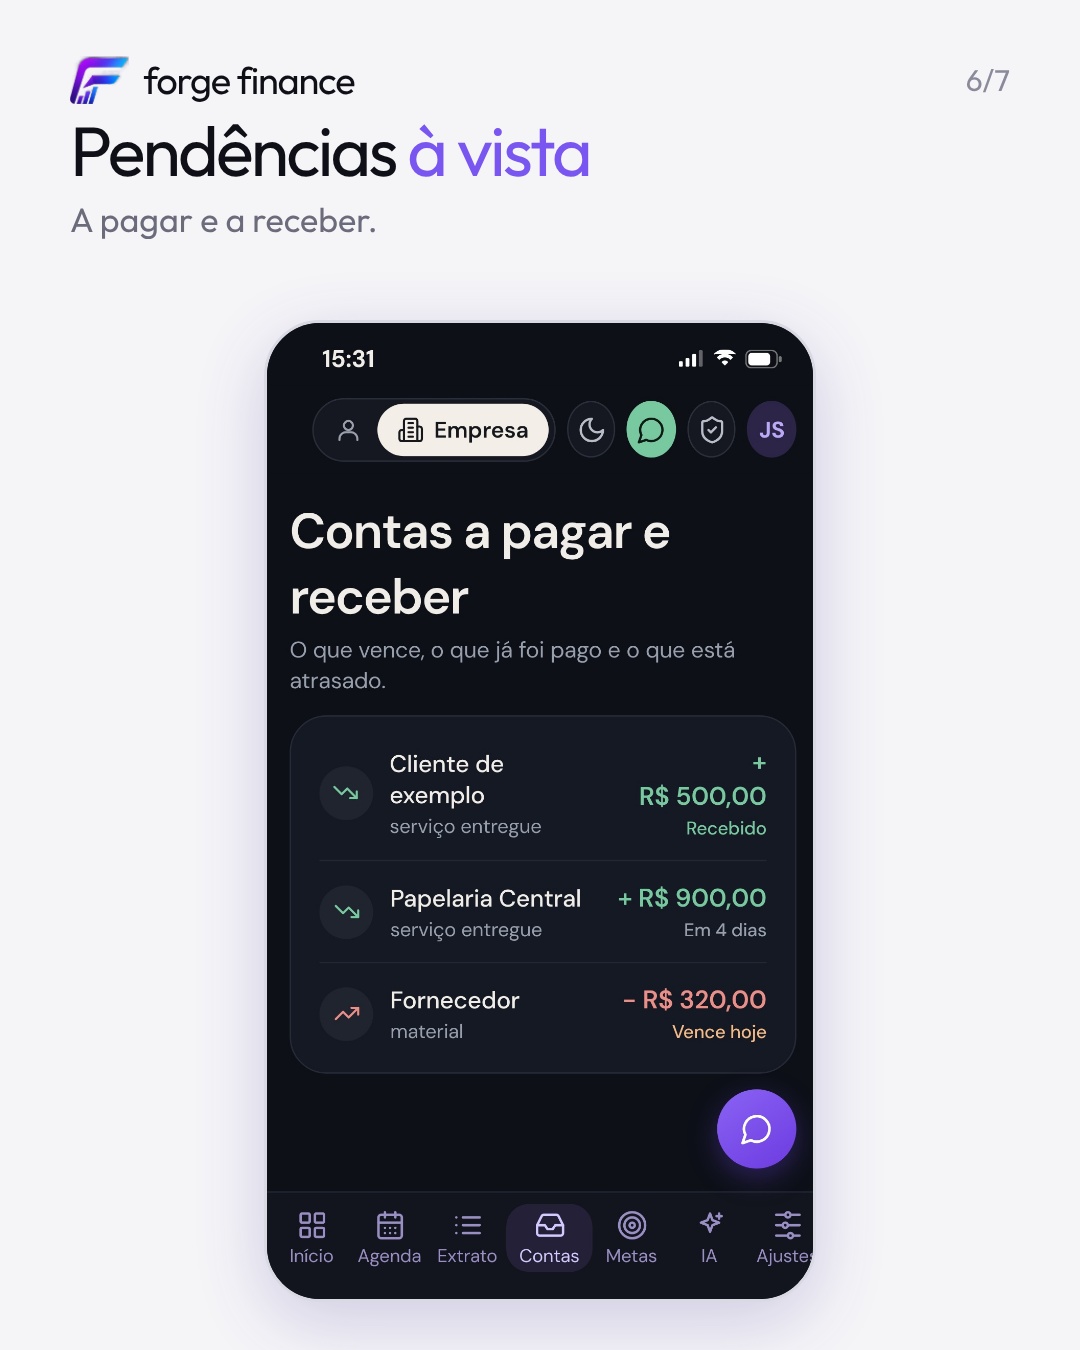 forge finance
6/7
Pendências à vista
A pagar e a receber.
15:31
Empresa
JS
Contas a pagar e
receber
O que vence, o que já foi pago e o que está
atrasado.
Cliente de
exemplo
serviço entregue
+
R$ 500,00
Recebido
Papelaria Central
serviço entregue
+ R$ 900,00
Em 4 dias
Fornecedor
material
− R$ 320,00
Vence hoje
Início
Agenda
Extrato
Contas
Metas
IA
Ajustes